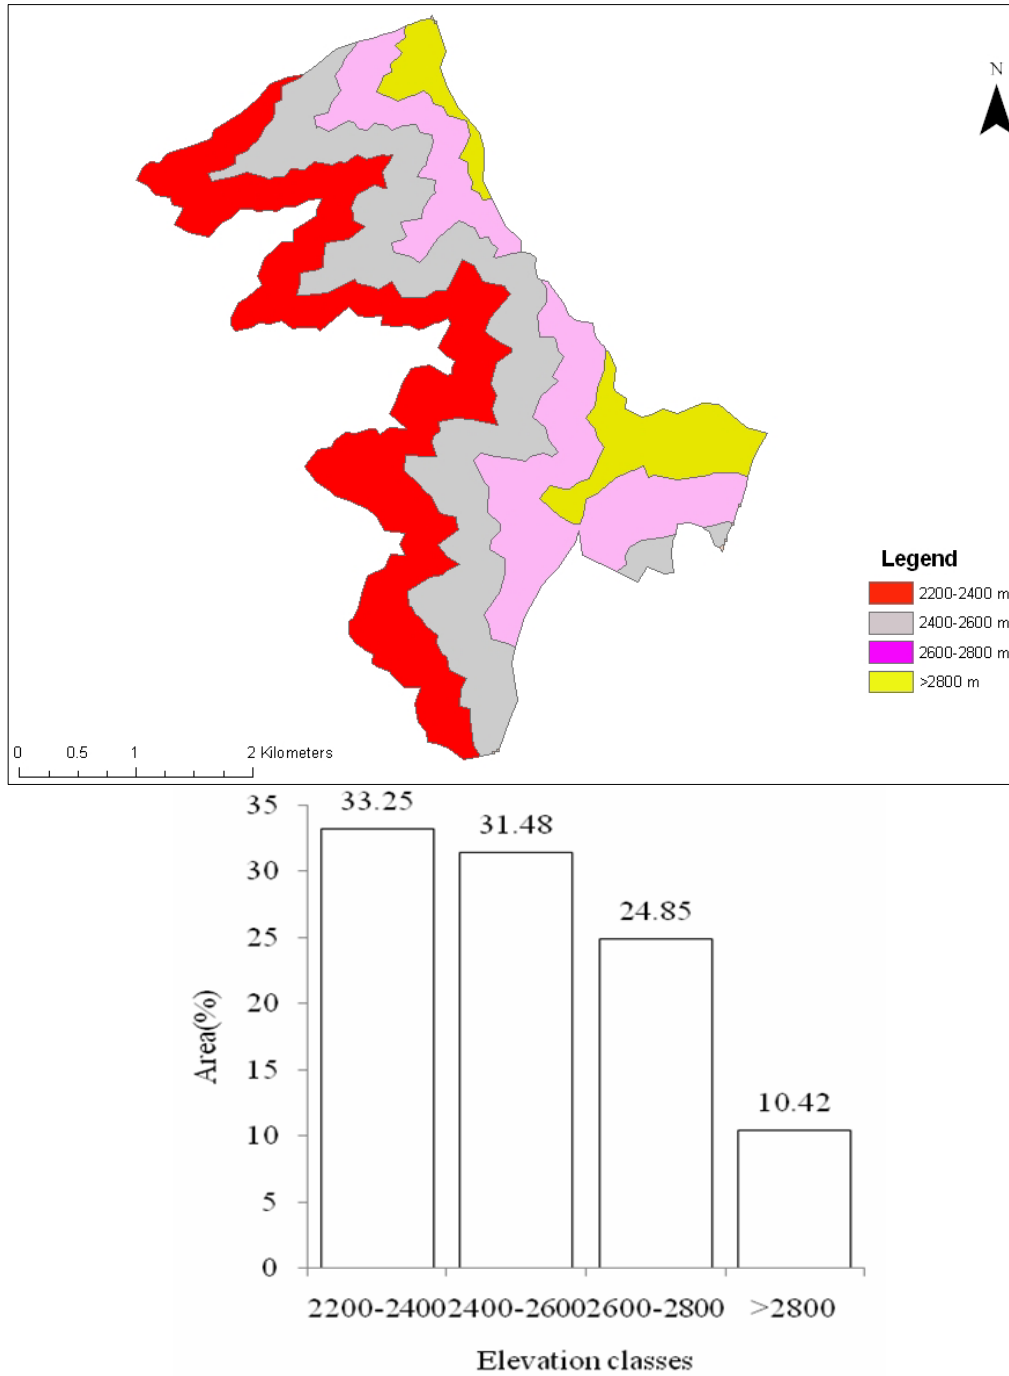 N
Legend
2200-2400 m
2400-2600 m
2600-2800 m
>2800 m
0 0.5 1 2 Kilometers
33.25
31.48
24.85
10.42
35
30
25
20
15
10
5
0
Area(%)
2200-2400 2400-2600 2600-2800 >2800
Elevation classes